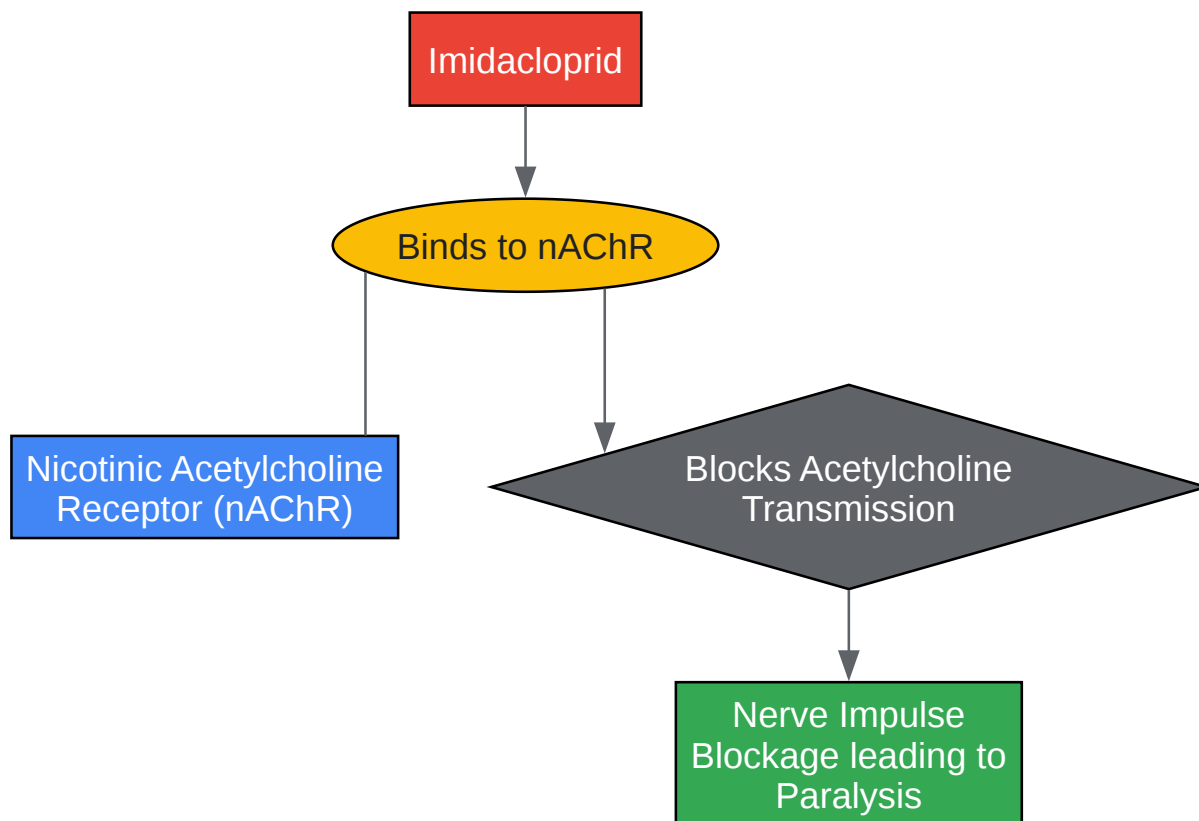 Imidacloprid
Binds to nAChR
Nicotinic Acetylcholine
Receptor (nAChR)
Blocks Acetylcholine
Transmission
Nerve Impulse
Blockage leading to
Paralysis